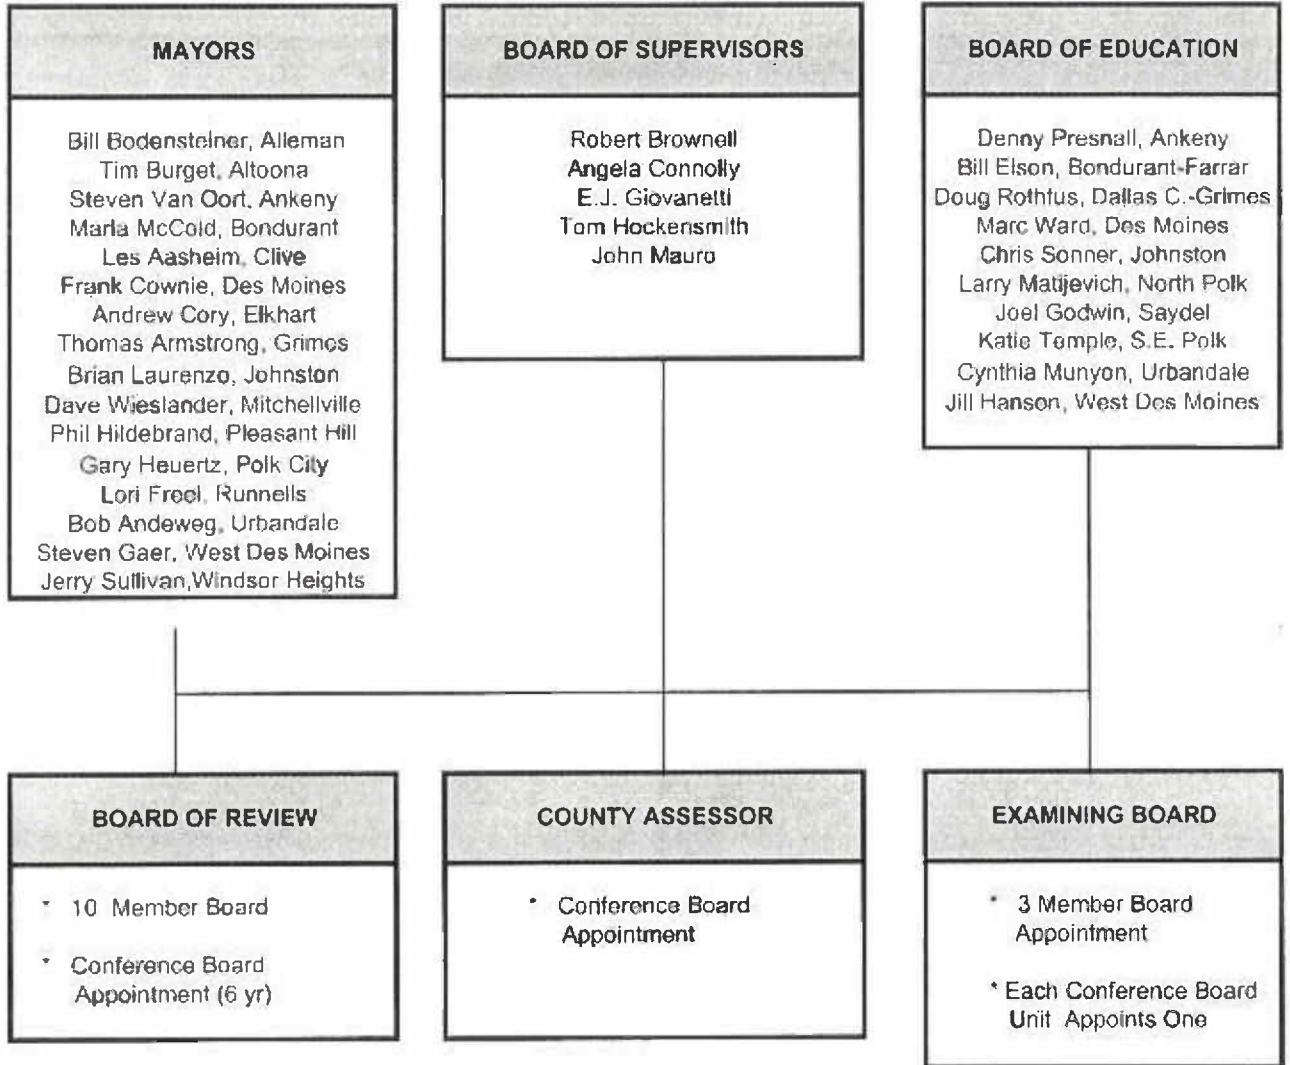 MAYORS
Bill Bodensteiner, Alleman
Tim Burget, Altoona
Steven Van Oort, Ankeny
Marla McCold, Bondurant
Les Aasheim, Clive
Frank Cownie, Des Moines
Andrew Cory, Elkhart
Thomas Armstrong, Grimes
Brian Laurenzo, Johnston
Dave Wieslander, Mitchellville
Phil Hildebrand, Pleasant Hill
Gary Heuertz, Polk City
Lori Freel, Runnells
Bob Andeweg, Urbandale
Steven Gaer, West Des Moines
Jerry Sullivan,Windsor Heights
BOARD OF SUPERVISORS
Robert Brownell
Angela Connolly
E.J. Giovanetti
Tom Hockensmith
John Mauro
BOARD OF EDUCATION
Denny Presnall, Ankeny
Bill Elson, Bondurant-Farrar
Doug Rothfus, Dallas C.-Grimes
Marc Ward, Des Moines
Chris Sonner, Johnston
Larry Matijevich, North Polk
Joel Godwin, Saydel
Katie Temple, S.E. Polk
Cynthia Munyon, Urbandale
Jill Hanson, West Des Moines
BOARD OF REVIEW
* 10 Member Board
* Conference Board
Appointment (6 yr)
COUNTY ASSESSOR
* Conference Board
Appointment
EXAMINING BOARD
* 3 Member Board
Appointment
* Each Conference Board
Unit Appoints One